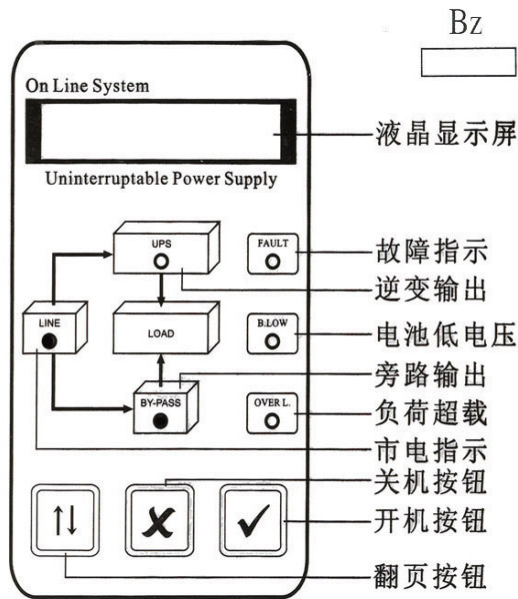 Bz
On Line System
液晶显示屏
Uninterruptable Power Supply
UPS
FAULT
故障指示
逆变输出
LINE
LOAD
B.LOW
电池低电压
旁路输出
BY-PASS
OVER L.
负荷超载
市电指示
关机按钮
开机按钮
翻页按钮